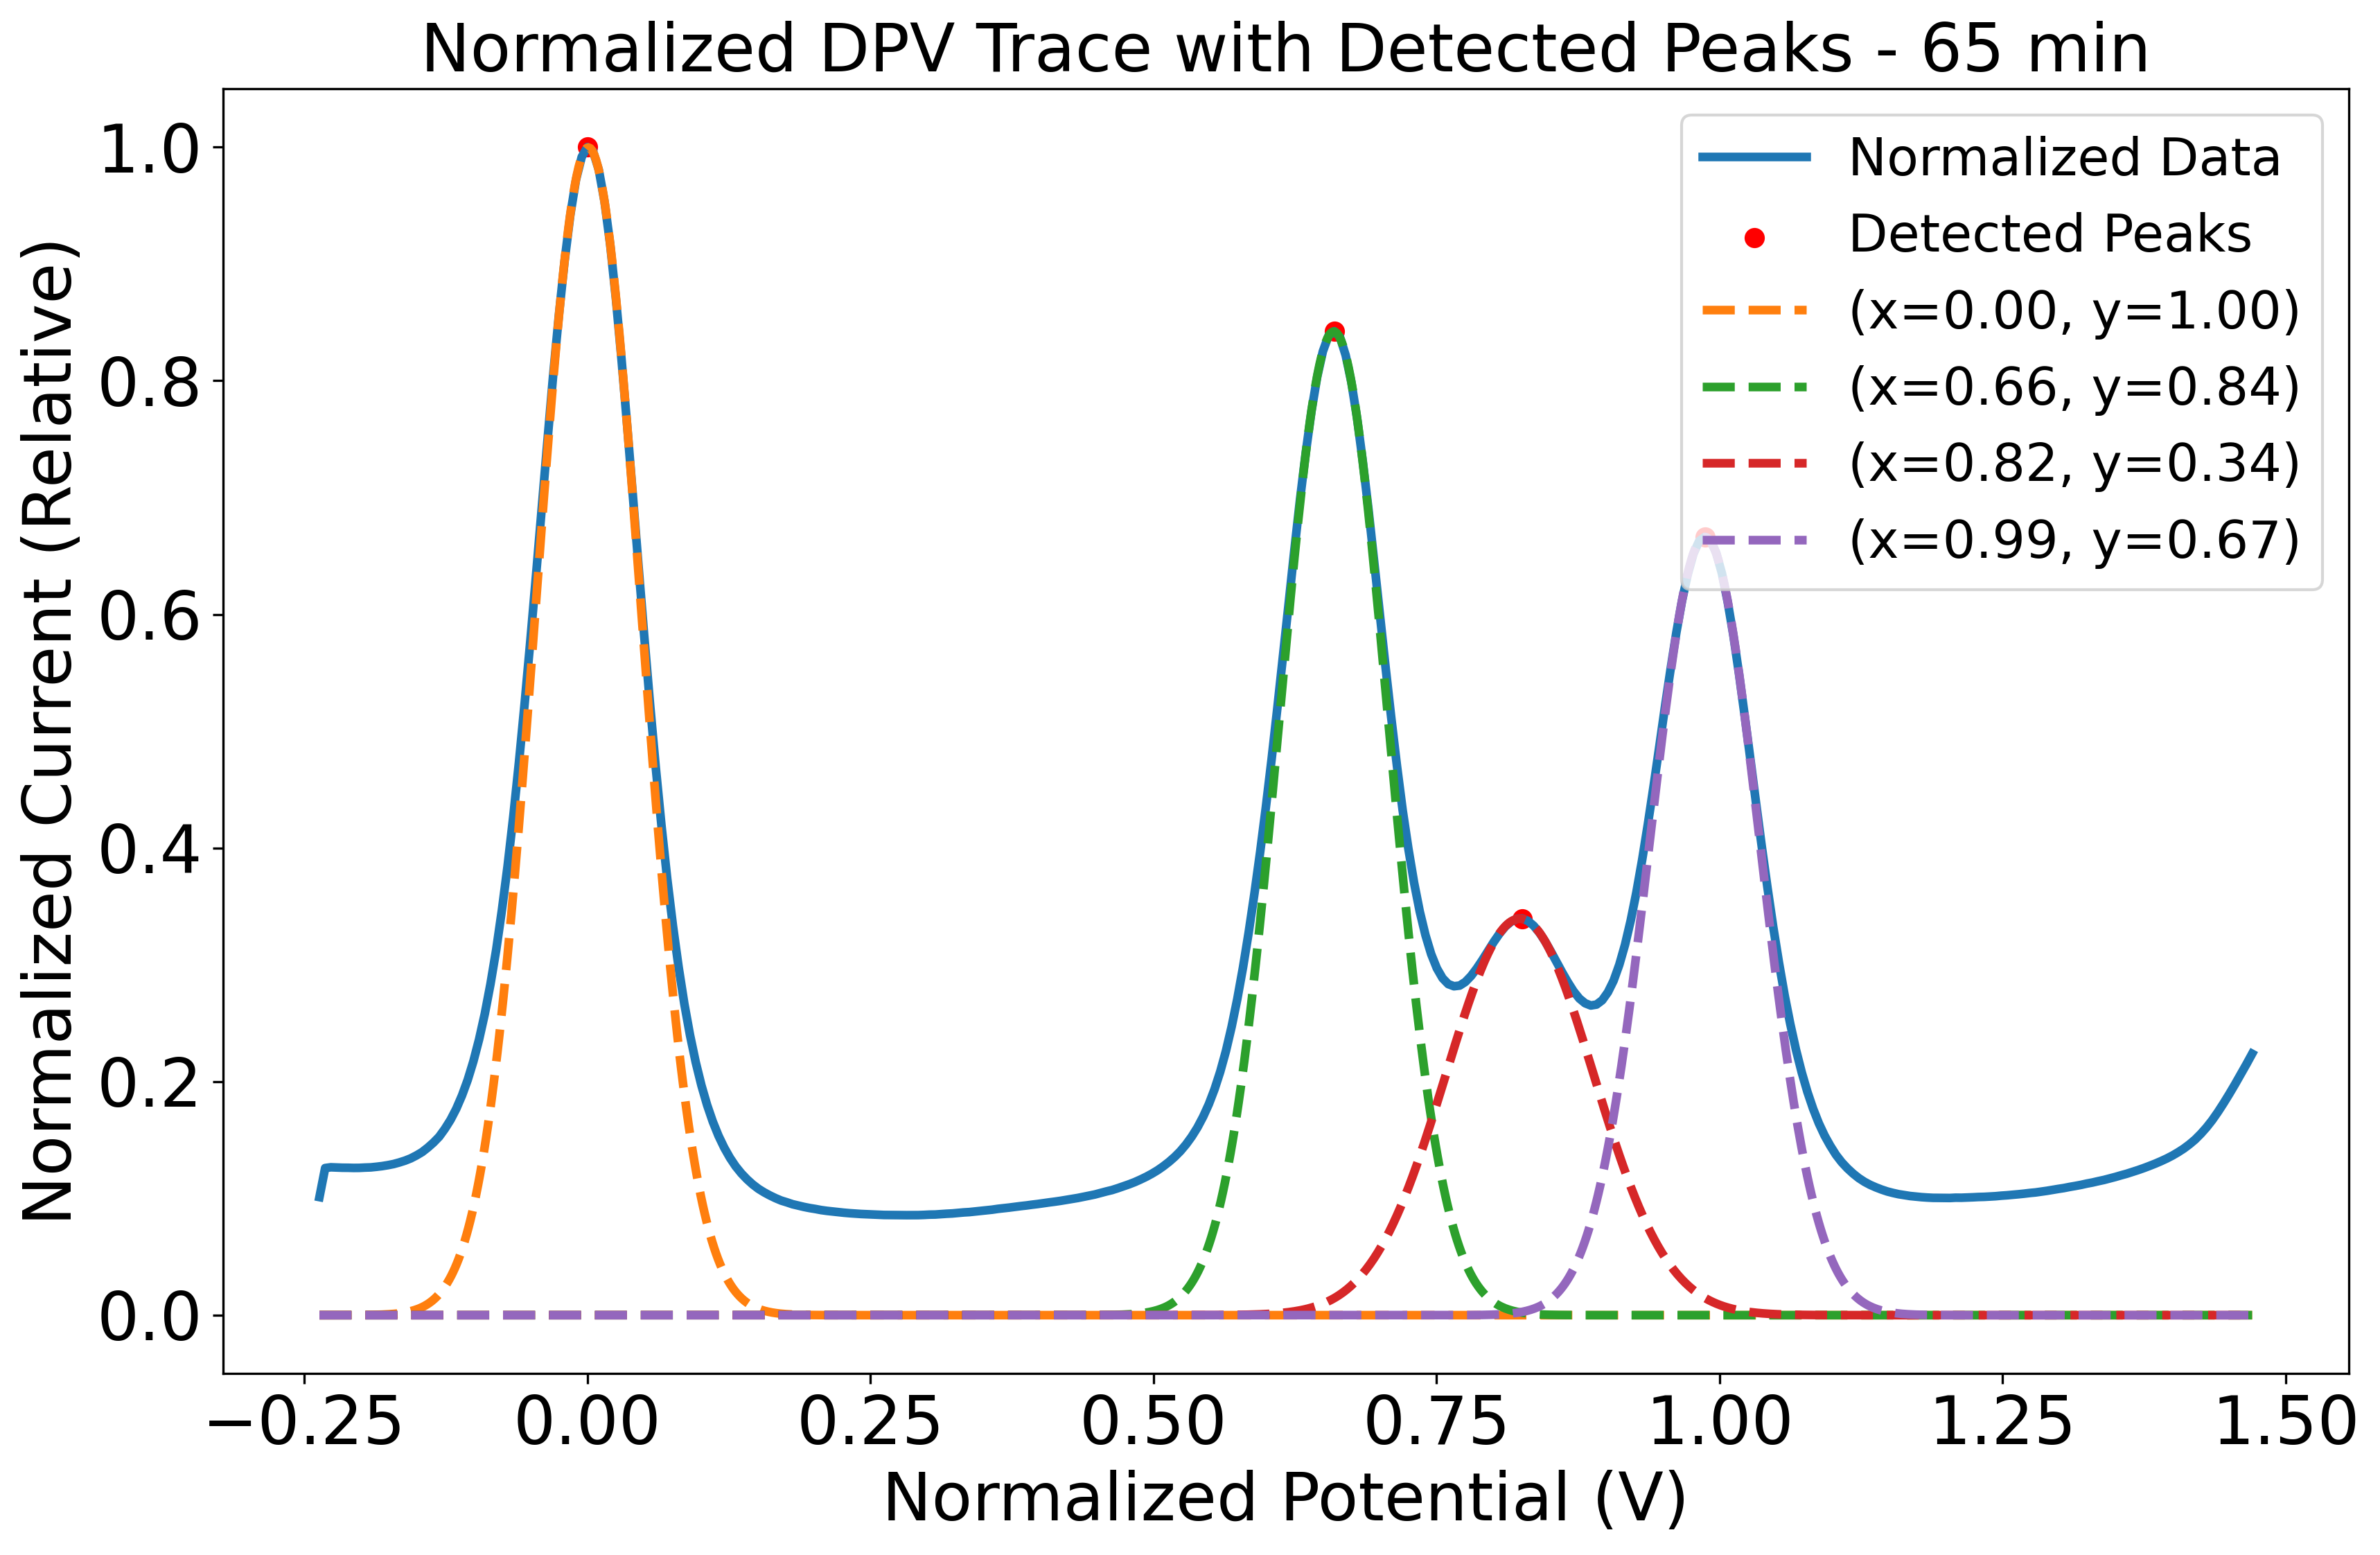 Normalized DPV Trace with Detected Peaks - 65 min
Normalized Current (Relative)
1.0
0.8
0.6
0.4
0.2
0.0
Normalized Data
Detected Peaks
(x=0.00, y=1.00)
(x=0.66, y=0.84)
(x=0.82, y=0.34)
(x=0.99, y=0.67)
−0.25 0.00 0.25 0.50 0.75 1.00 1.25 1.50
Normalized Potential (V)